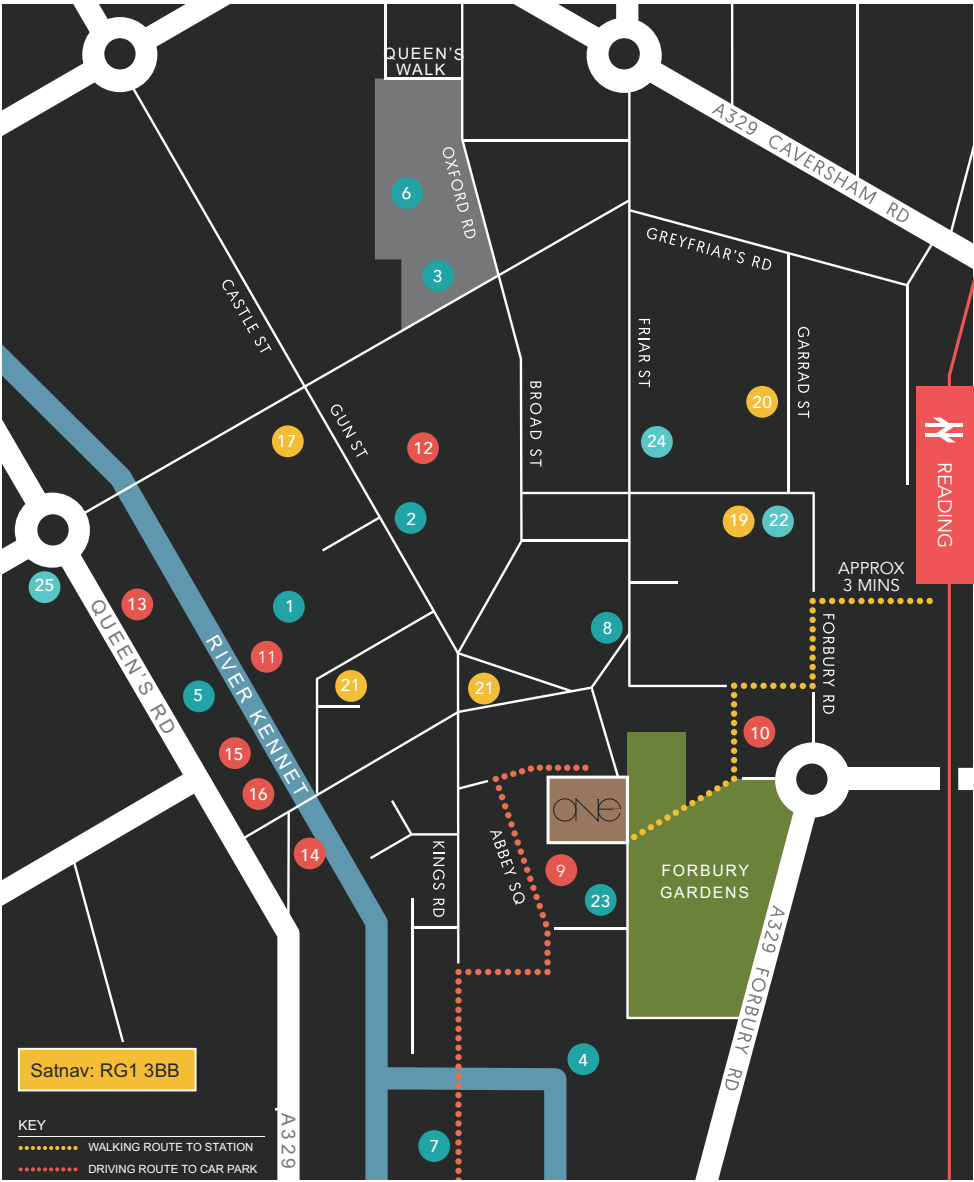 QUEEN'S
WALK
A329 CAVERSHAM RD
OXFORD RD
6
3
GREYFRIAR'S RD
CASTLE ST
FRIAR ST
GARRAD ST
GUN ST
BROAD ST
20
17
12
24
READING
2
19
22
APPROX
3 MINS
25
13
1
8
FORBURY RD
QUEEN'S RD
RIVER KENNET
11
5
21
21
10
15
16
ONE
14
KINGS RD
ABBEY SQ
9
23
FORBURY
GARDENS
A329 FORBURY RD
4
Satnav: RG1 3BB
7
A329
KEY
WALKING ROUTE TO STATION
DRIVING ROUTE TO CAR PARK